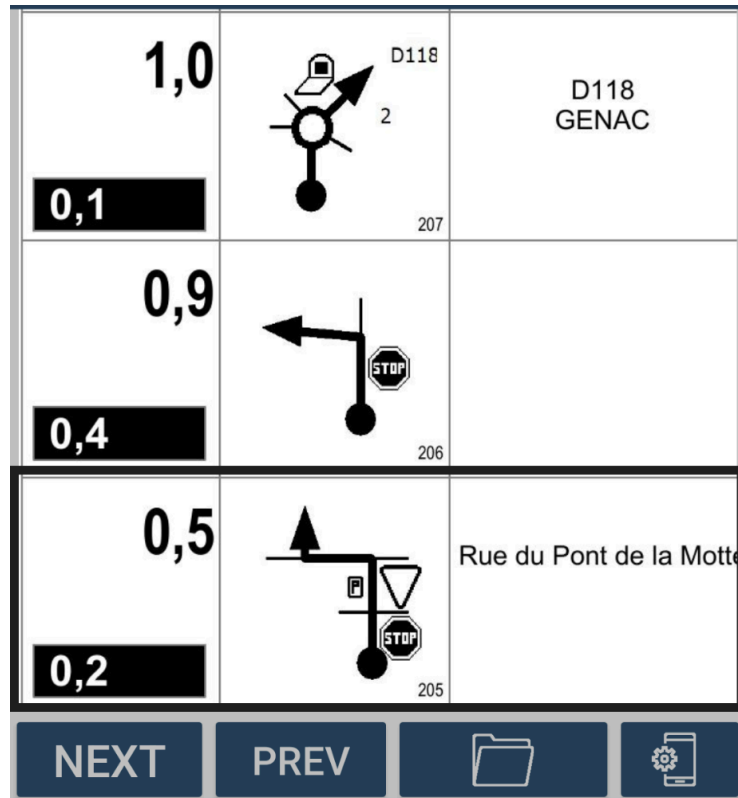 1,0
0,1
D118
2
207
D118
GENAC
0,9
0,4
STOP
206
0,5
0,2
P
STOP
205
Rue du Pont de la Motte
NEXT PREV